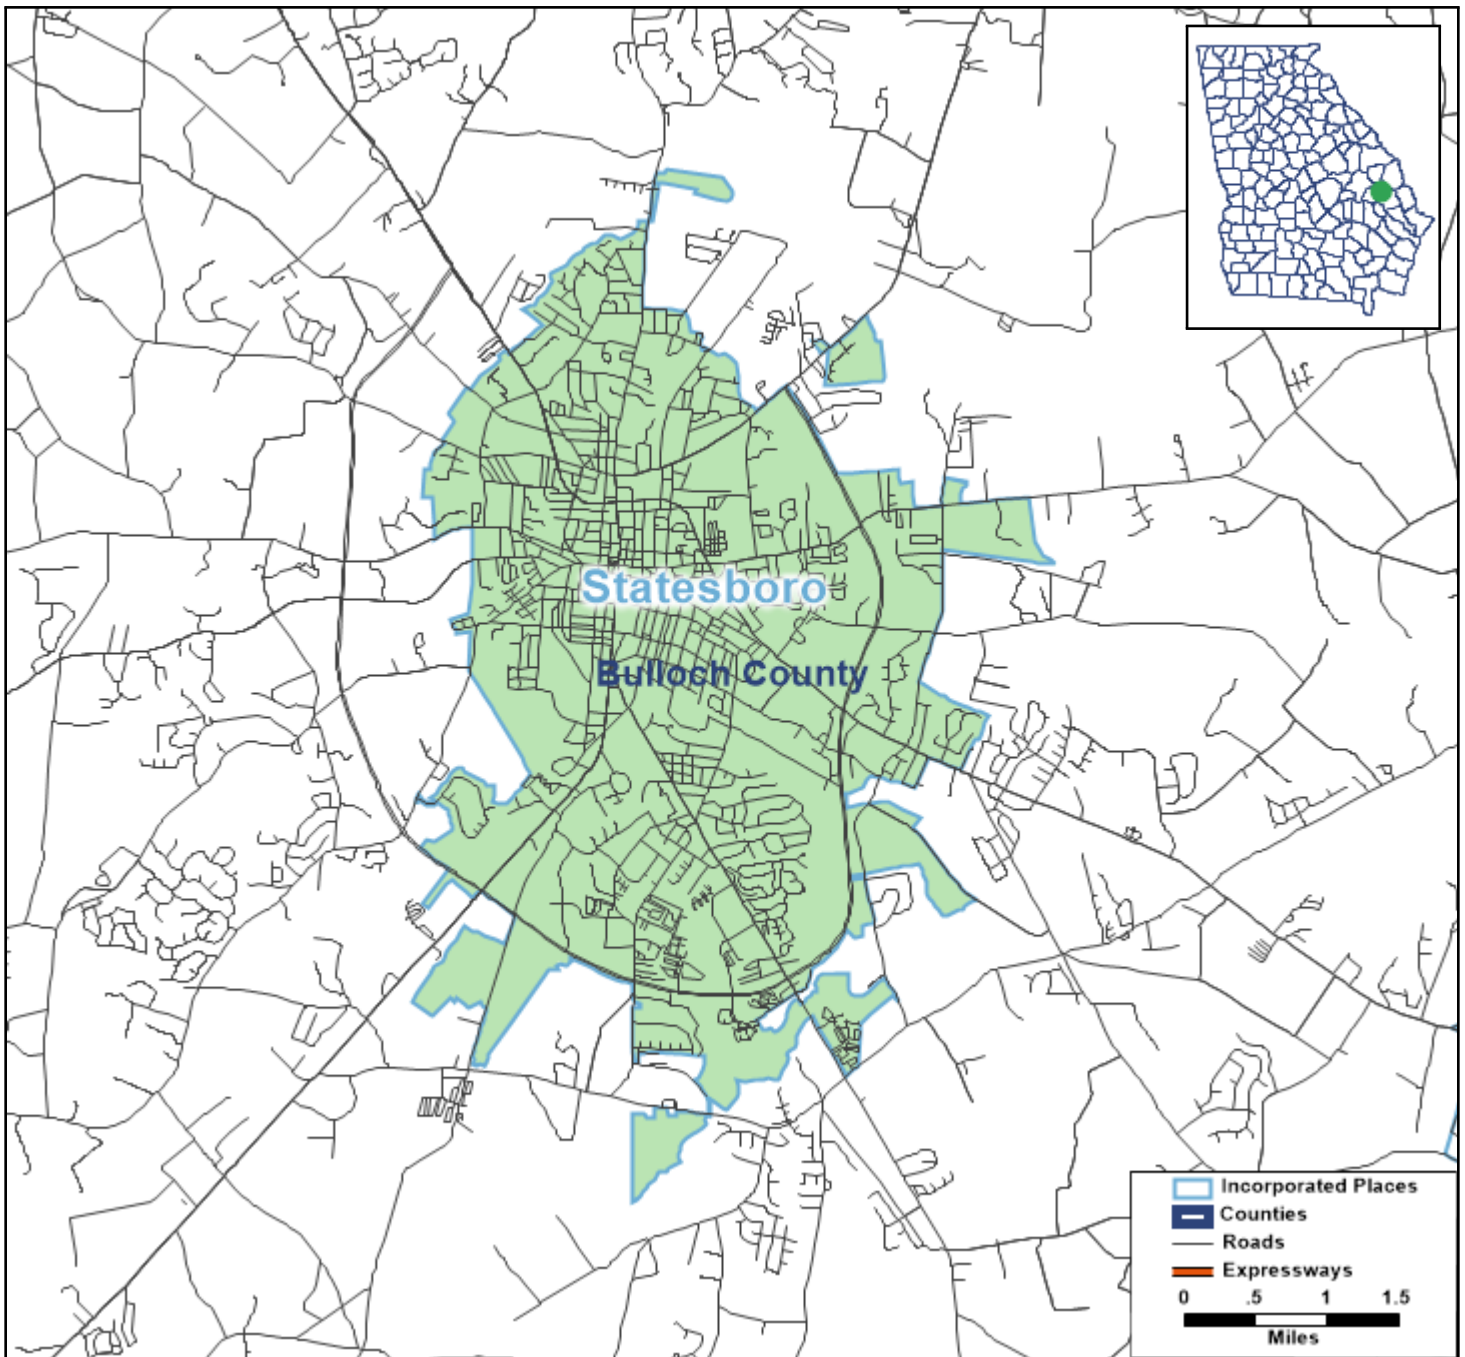 Statesboro
Bulloch County
Incorporated Places
Counties
Roads
Expressways
0 .5 1 1.5
Miles